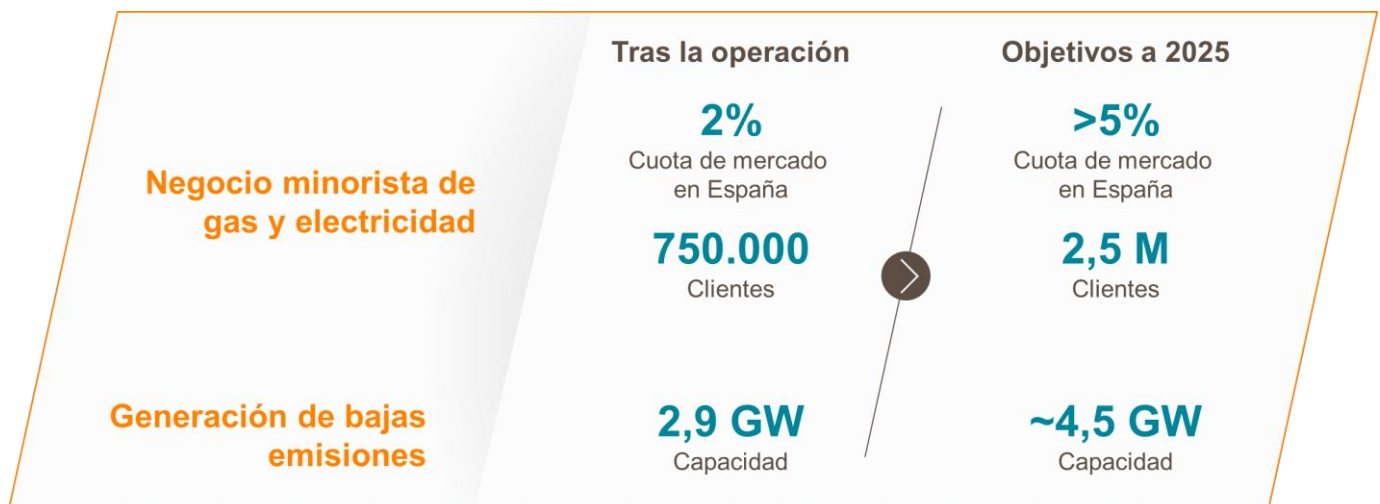 Tras la operación
Objetivos a 2025
Negocio minorista de
gas y electricidad
2%
Cuota de mercado
en España
750.000
Clientes
>5%
Cuota de mercado
en España
2,5 M
Clientes
Generación de bajas
emisiones
2,9 GW
Capacidad
~4,5 GW
Capacidad